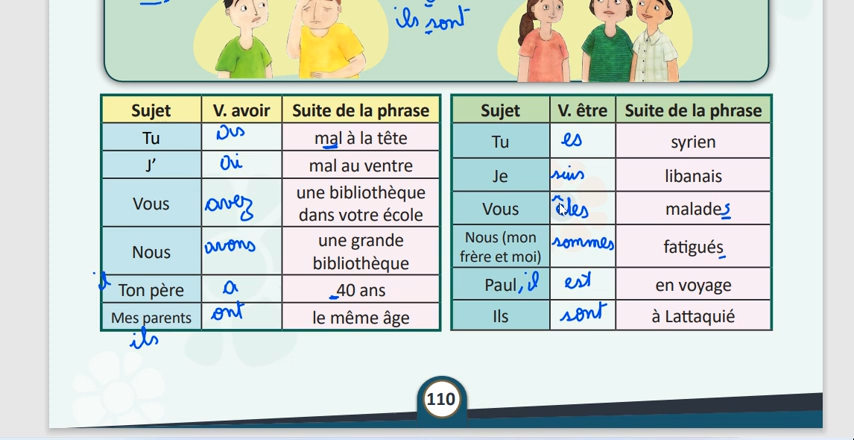 ils sont
Sujet V. avoir Suite de la phrase
Tu as mal à la tête
J' ai mal au ventre
Vous avez une bibliothèque
dans votre école
Nous avons une grande
bibliothèque
il Ton père a 40 ans
Mes parents ont le même âge
ils
Sujet V. être Suite de la phrase
Tu es syrien
Je suis libanais
Vous êtes malades
Nous (mon
frère et moi) sommes fatigués
Paul, il est en voyage
Ils sont à Lattaquié
110